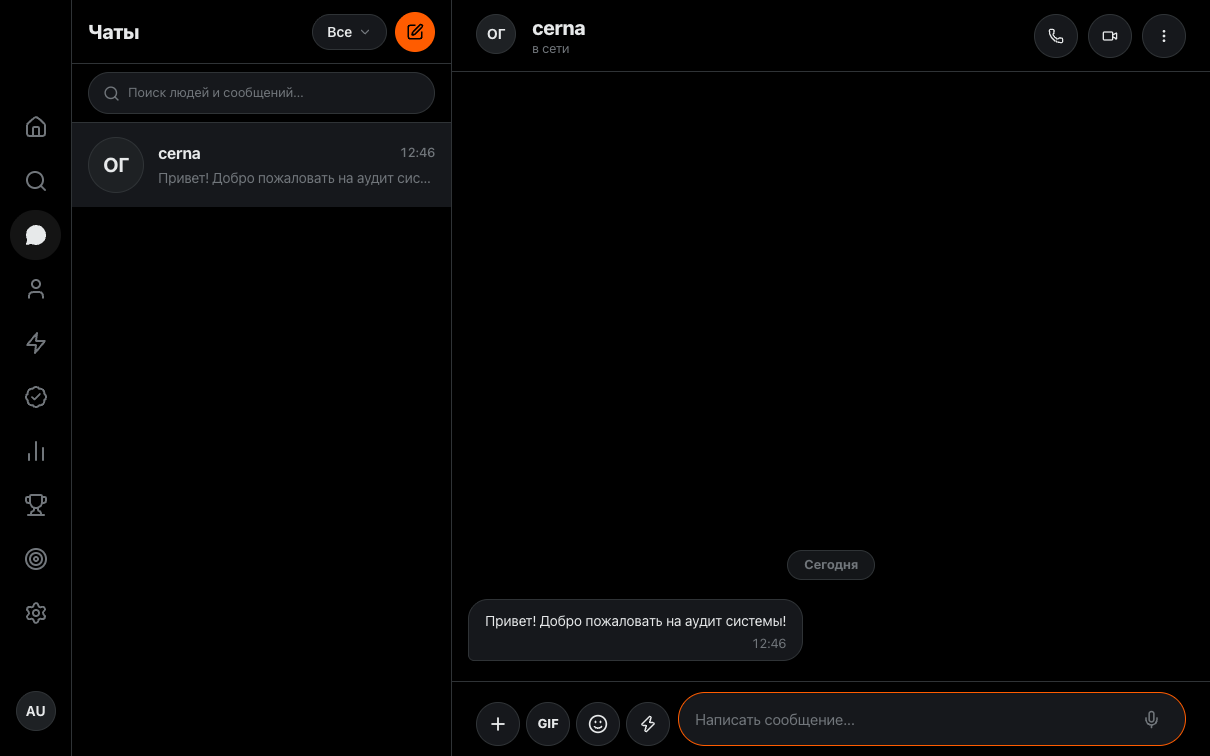 Чаты
Все
Поиск людей и сообщений...
ОГ
cerna
12:46
Привет! Добро пожаловать на аудит сис...
AU
ОГ
cerna
в сети
Сегодня
Привет! Добро пожаловать на аудит системы!
12:46
GIF
Написать сообщение...